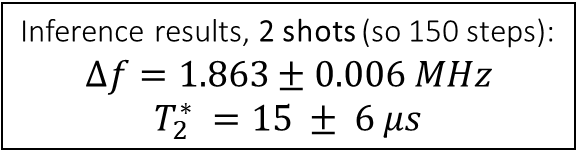 Inference results, 2 shots (so 150 steps):
Δf = 1.863 ± 0.006 MHz
T₂* = 15 ± 6 μs